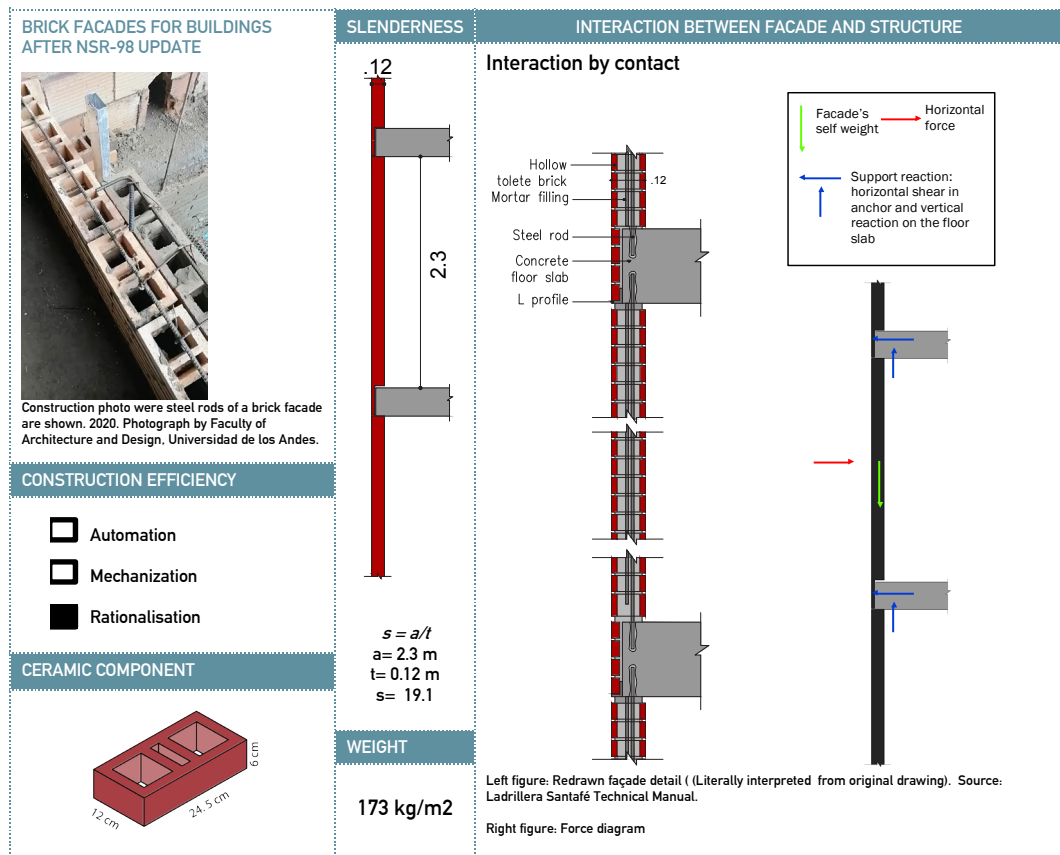 BRICK FACADES FOR BUILDINGS
AFTER NSR-98 UPDATE
Construction photo were steel rods of a brick facade
are shown. 2020. Photograph by Faculty of
Architecture and Design, Universidad de los Andes.
CONSTRUCTION EFFICIENCY
Automation
Mechanization
Rationalisation
CERAMIC COMPONENT
12 cm
24.5 cm
6 cm
SLENDERNESS
.12
2.3
s = a/t
a= 2.3 m
t= 0.12 m
s= 19.1
WEIGHT
173 kg/m2
INTERACTION BETWEEN FACADE AND STRUCTURE
Interaction by contact
Hollow
tolete brick
.12
Mortar filling
Steel rod
Concrete
floor slab
L profile
Facade's
self weight
Horizontal
force
Support reaction:
horizontal shear in
anchor and vertical
reaction on the floor
slab
Left figure: Redrawn façade detail ( (Literally interpreted from original drawing). Source:
Ladrillera Santafé Technical Manual.
Right figure: Force diagram